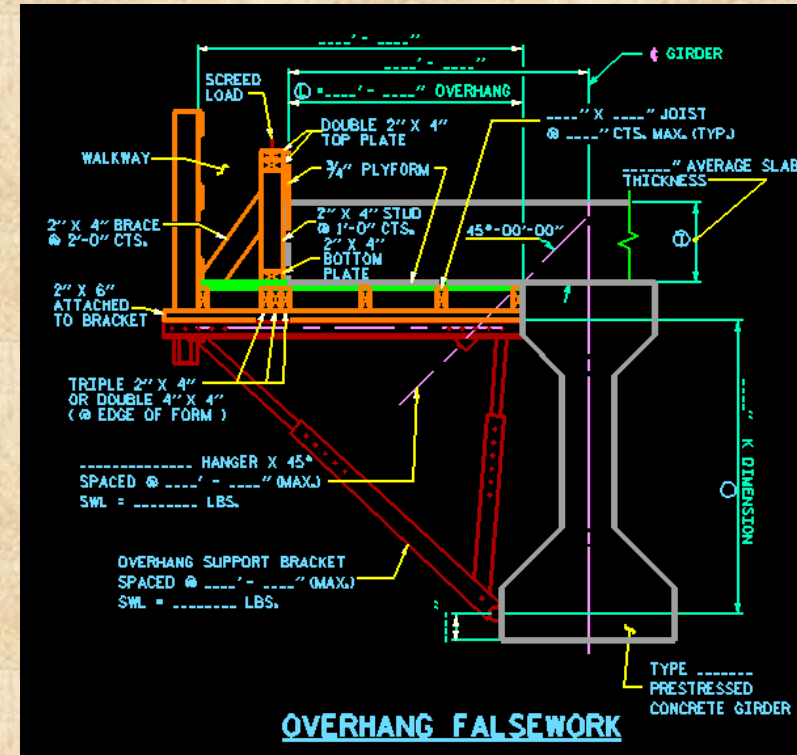 ____' - ____"
____' - ____"
① = ____' - ____" OVERHANG
℄ GIRDER
SCREED
LOAD
DOUBLE 2" X 4"
TOP PLATE
____" X ____" JOIST
@ ____" CTS. MAX. (TYP.)
WALKWAY
3/4" PLYFORM
______" AVERAGE SLAB
THICKNESS
2" X 4" BRACE
@ 2'-0" CTS.
2" X 4" STUD
@ 1'-0" CTS.
2" X 4"
BOTTOM
PLATE
45°-00'-00"
2" X 6"
ATTACHED
TO BRACKET
TRIPLE 2" X 4"
OR DOUBLE 4" X 4"
( @ EDGE OF FORM )
____" K DIMENSION
______________ HANGER X 45°
SPACED @ ____' - ____" (MAX.)
SWL = ________ LBS.
OVERHANG SUPPORT BRACKET
SPACED @ ____' - ____" (MAX.)
SWL = ________ LBS.
____"
TYPE _______
PRESTRESSED
CONCRETE GIRDER
OVERHANG FALSEWORK